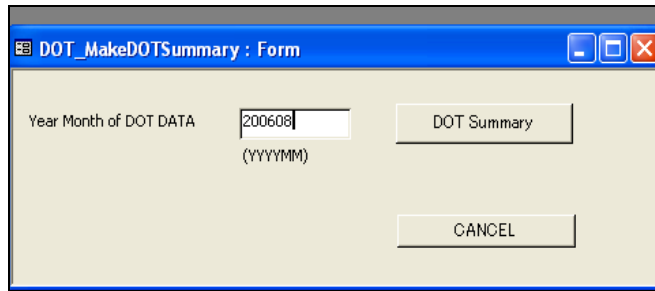 DOT_MakeDOTSummary : Form
Year Month of DOT DATA 200608 DOT Summary
(YYYYMM)
CANCEL